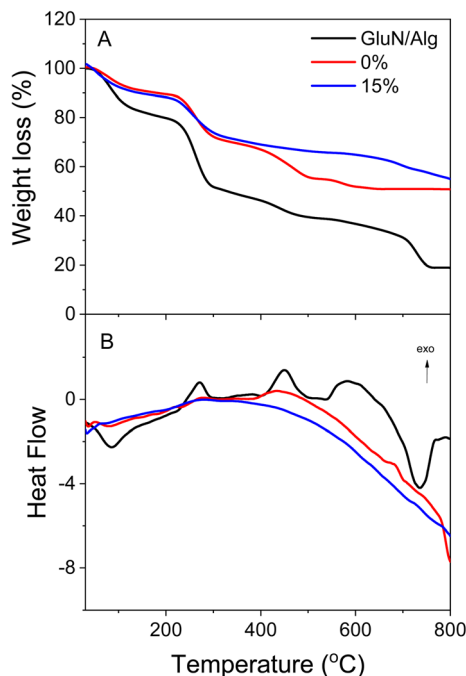 A
GluN/Alg
0%
15%
120
100
80
60
40
20
0
Weight loss (%)
B
exo
0
-4
-8
Heat Flow
200 400 600 800
Temperature (°C)